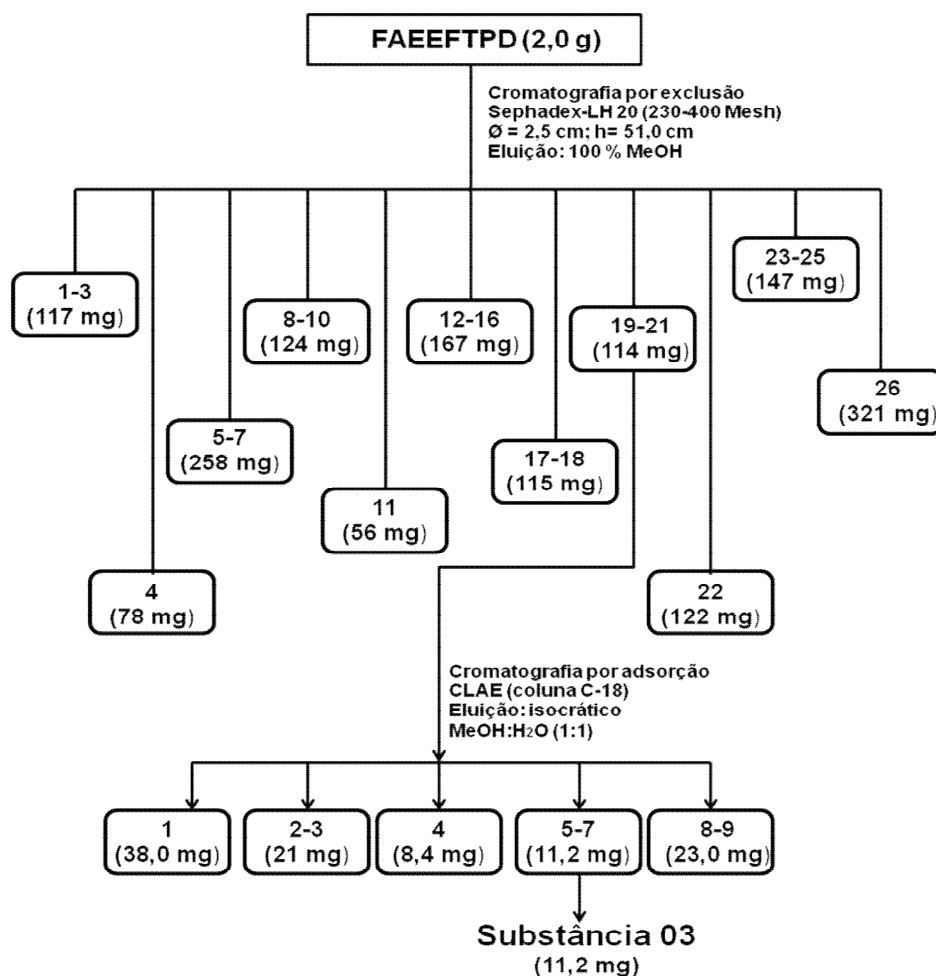 FAEEFTPD (2,0 g)
Cromatografia por exclusão
Sephadex-LH 20 (230-400 Mesh)
Ø = 2,5 cm; h= 51,0 cm
Eluição: 100 % MeOH
1-3
(117 mg)
4
(78 mg)
5-7
(258 mg)
8-10
(124 mg)
11
(56 mg)
12-16
(167 mg)
17-18
(115 mg)
19-21
(114 mg)
22
(122 mg)
23-25
(147 mg)
26
(321 mg)
Cromatografia por adsorção
CLAE (coluna C-18)
Eluição: isocrático
MeOH:H₂O (1:1)
1
(38,0 mg)
2-3
(21 mg)
4
(8,4 mg)
5-7
(11,2 mg)
8-9
(23,0 mg)
Substância 03
(11,2 mg)